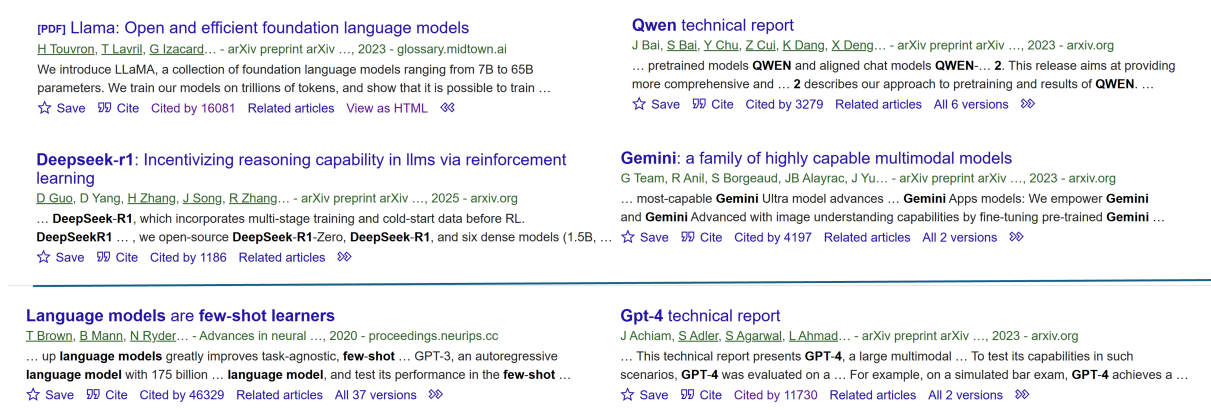 [PDF] Llama: Open and efficient foundation language models
H Touvron, T Lavril, G Izacard… - arXiv preprint arXiv …, 2023 - glossary.midtown.ai
We introduce LLaMA, a collection of foundation language models ranging from 7B to 65B
parameters. We train our models on trillions of tokens, and show that it is possible to train …
Save Cite Cited by 16081 Related articles View as HTML
Qwen technical report
J Bai, S Bai, Y Chu, Z Cui, K Dang, X Deng… - arXiv preprint arXiv …, 2023 - arxiv.org
… pretrained models QWEN and aligned chat models QWEN-… 2. This release aims at providing
more comprehensive and … 2 describes our approach to pretraining and results of QWEN. …
Save Cite Cited by 3279 Related articles All 6 versions
Deepseek-r1: Incentivizing reasoning capability in llms via reinforcement
learning
D Guo, D Yang, H Zhang, J Song, R Zhang… - arXiv preprint arXiv …, 2025 - arxiv.org
… DeepSeek-R1, which incorporates multi-stage training and cold-start data before RL.
DeepSeekR1 … , we open-source DeepSeek-R1-Zero, DeepSeek-R1, and six dense models (1.5B, …
Save Cite Cited by 1186 Related articles
Gemini: a family of highly capable multimodal models
G Team, R Anil, S Borgeaud, JB Alayrac, J Yu… - arXiv preprint arXiv …, 2023 - arxiv.org
… most-capable Gemini Ultra model advances … Gemini Apps models: We empower Gemini
and Gemini Advanced with image understanding capabilities by fine-tuning pre-trained Gemini …
Save Cite Cited by 4197 Related articles All 2 versions
Language models are few-shot learners
T Brown, B Mann, N Ryder… - Advances in neural …, 2020 - proceedings.neurips.cc
… up language models greatly improves task-agnostic, few-shot … GPT-3, an autoregressive
language model with 175 billion … language model, and test its performance in the few-shot …
Save Cite Cited by 46329 Related articles All 37 versions
Gpt-4 technical report
J Achiam, S Adler, S Agarwal, L Ahmad… - arXiv preprint arXiv …, 2023 - arxiv.org
… This technical report presents GPT-4, a large multimodal … To test its capabilities in such
scenarios, GPT-4 was evaluated on a … For example, on a simulated bar exam, GPT-4 achieves a …
Save Cite Cited by 11730 Related articles All 2 versions